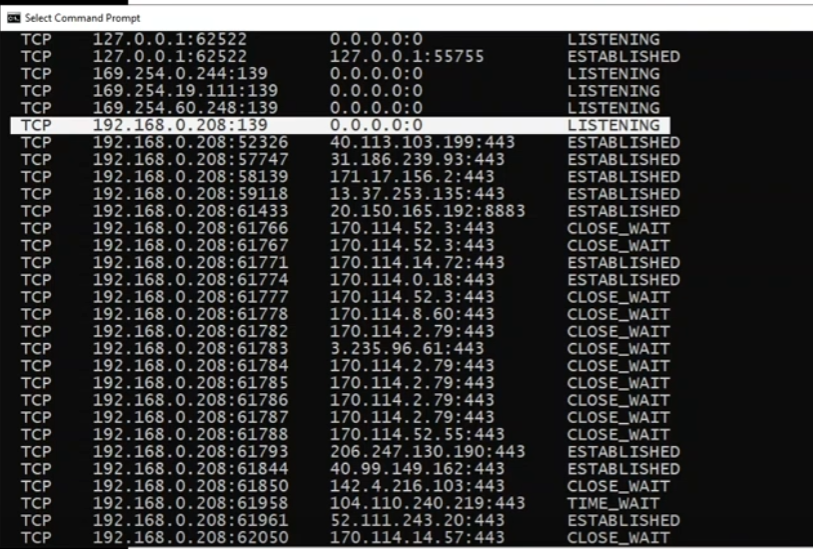 Select Command Prompt
TCP 127.0.0.1:62522 0.0.0.0:0 LISTENING
TCP 127.0.0.1:62522 127.0.0.1:55755 ESTABLISHED
TCP 169.254.0.244:139 0.0.0.0:0 LISTENING
TCP 169.254.19.111:139 0.0.0.0:0 LISTENING
TCP 169.254.60.248:139 0.0.0.0:0 LISTENING
TCP 192.168.0.208:139 0.0.0.0:0 LISTENING
TCP 192.168.0.208:52326 40.113.103.199:443 ESTABLISHED
TCP 192.168.0.208:57747 31.186.239.93:443 ESTABLISHED
TCP 192.168.0.208:58139 171.17.156.2:443 ESTABLISHED
TCP 192.168.0.208:59118 13.37.253.135:443 ESTABLISHED
TCP 192.168.0.208:61433 20.150.165.192:8883 ESTABLISHED
TCP 192.168.0.208:61766 170.114.52.3:443 CLOSE_WAIT
TCP 192.168.0.208:61767 170.114.52.3:443 CLOSE_WAIT
TCP 192.168.0.208:61771 170.114.14.72:443 ESTABLISHED
TCP 192.168.0.208:61774 170.114.0.18:443 ESTABLISHED
TCP 192.168.0.208:61777 170.114.52.3:443 CLOSE_WAIT
TCP 192.168.0.208:61778 170.114.8.60:443 CLOSE_WAIT
TCP 192.168.0.208:61782 170.114.2.79:443 CLOSE_WAIT
TCP 192.168.0.208:61783 3.235.96.61:443 CLOSE_WAIT
TCP 192.168.0.208:61784 170.114.2.79:443 CLOSE_WAIT
TCP 192.168.0.208:61785 170.114.2.79:443 CLOSE_WAIT
TCP 192.168.0.208:61786 170.114.2.79:443 CLOSE_WAIT
TCP 192.168.0.208:61787 170.114.2.79:443 CLOSE_WAIT
TCP 192.168.0.208:61788 170.114.52.55:443 CLOSE_WAIT
TCP 192.168.0.208:61793 206.247.130.190:443 ESTABLISHED
TCP 192.168.0.208:61844 40.99.149.162:443 ESTABLISHED
TCP 192.168.0.208:61850 142.4.216.103:443 CLOSE_WAIT
TCP 192.168.0.208:61958 104.110.240.219:443 TIME_WAIT
TCP 192.168.0.208:61961 52.111.243.20:443 ESTABLISHED
TCP 192.168.0.208:62050 170.114.14.57:443 CLOSE_WAIT